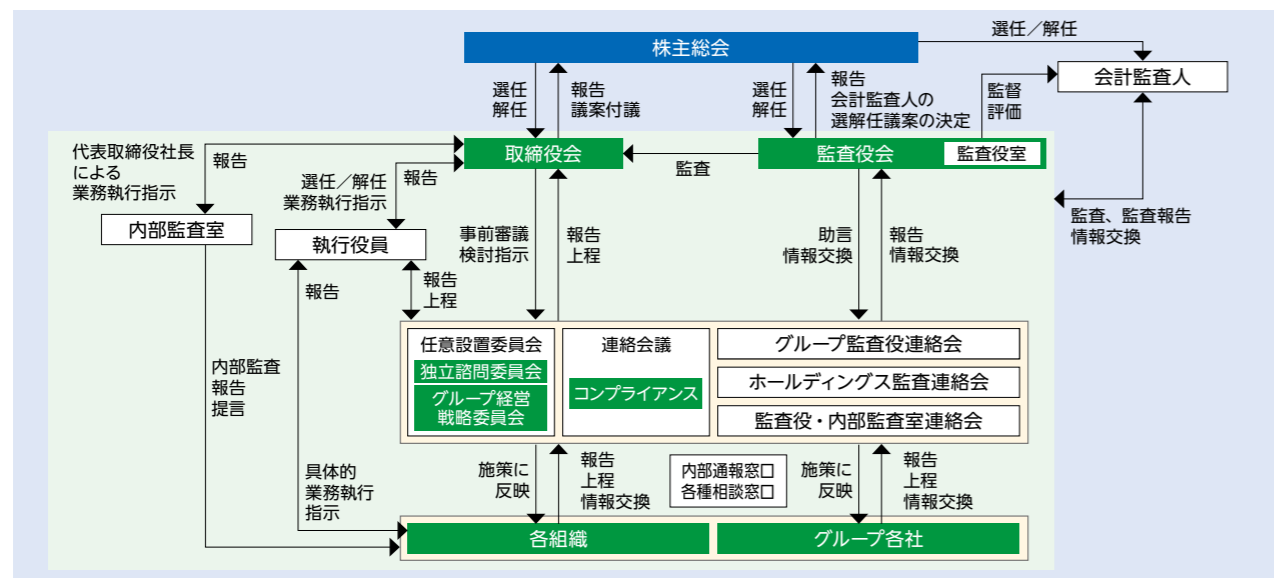 株主総会
選任／解任
会計監査人
選任
解任
報告
議案付議
選任
解任
報告
会計監査人の
選解任議案の決定
監督
評価
代表取締役社長
による
業務執行指示
報告
取締役会
監査
監査役会
監査役室
選任／解任
業務執行指示
報告
内部監査室
執行役員
監査、監査報告
情報交換
事前審議
検討指示
報告
上程
助言
情報交換
報告
情報交換
報告
報告
上程
任意設置委員会
独立諮問委員会
グループ経営
戦略委員会
連絡会議
コンプライアンス
グループ監査役連絡会
ホールディングス監査連絡会
監査役・内部監査室連絡会
内部監査
報告
提言
具体的
業務執行
指示
施策に
反映
報告
上程
情報交換
内部通報窓口
各種相談窓口
施策に
反映
報告
上程
情報交換
各組織
グループ各社